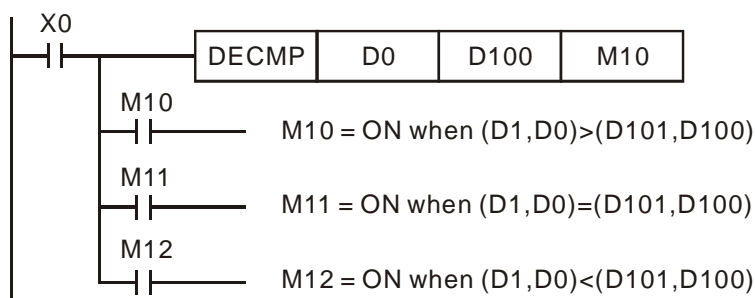 X0
DECMP D0 D100 M10
M10
M10 = ON when (D1,D0)>(D101,D100)
M11
M11 = ON when (D1,D0)=(D101,D100)
M12
M12 = ON when (D1,D0)<(D101,D100)